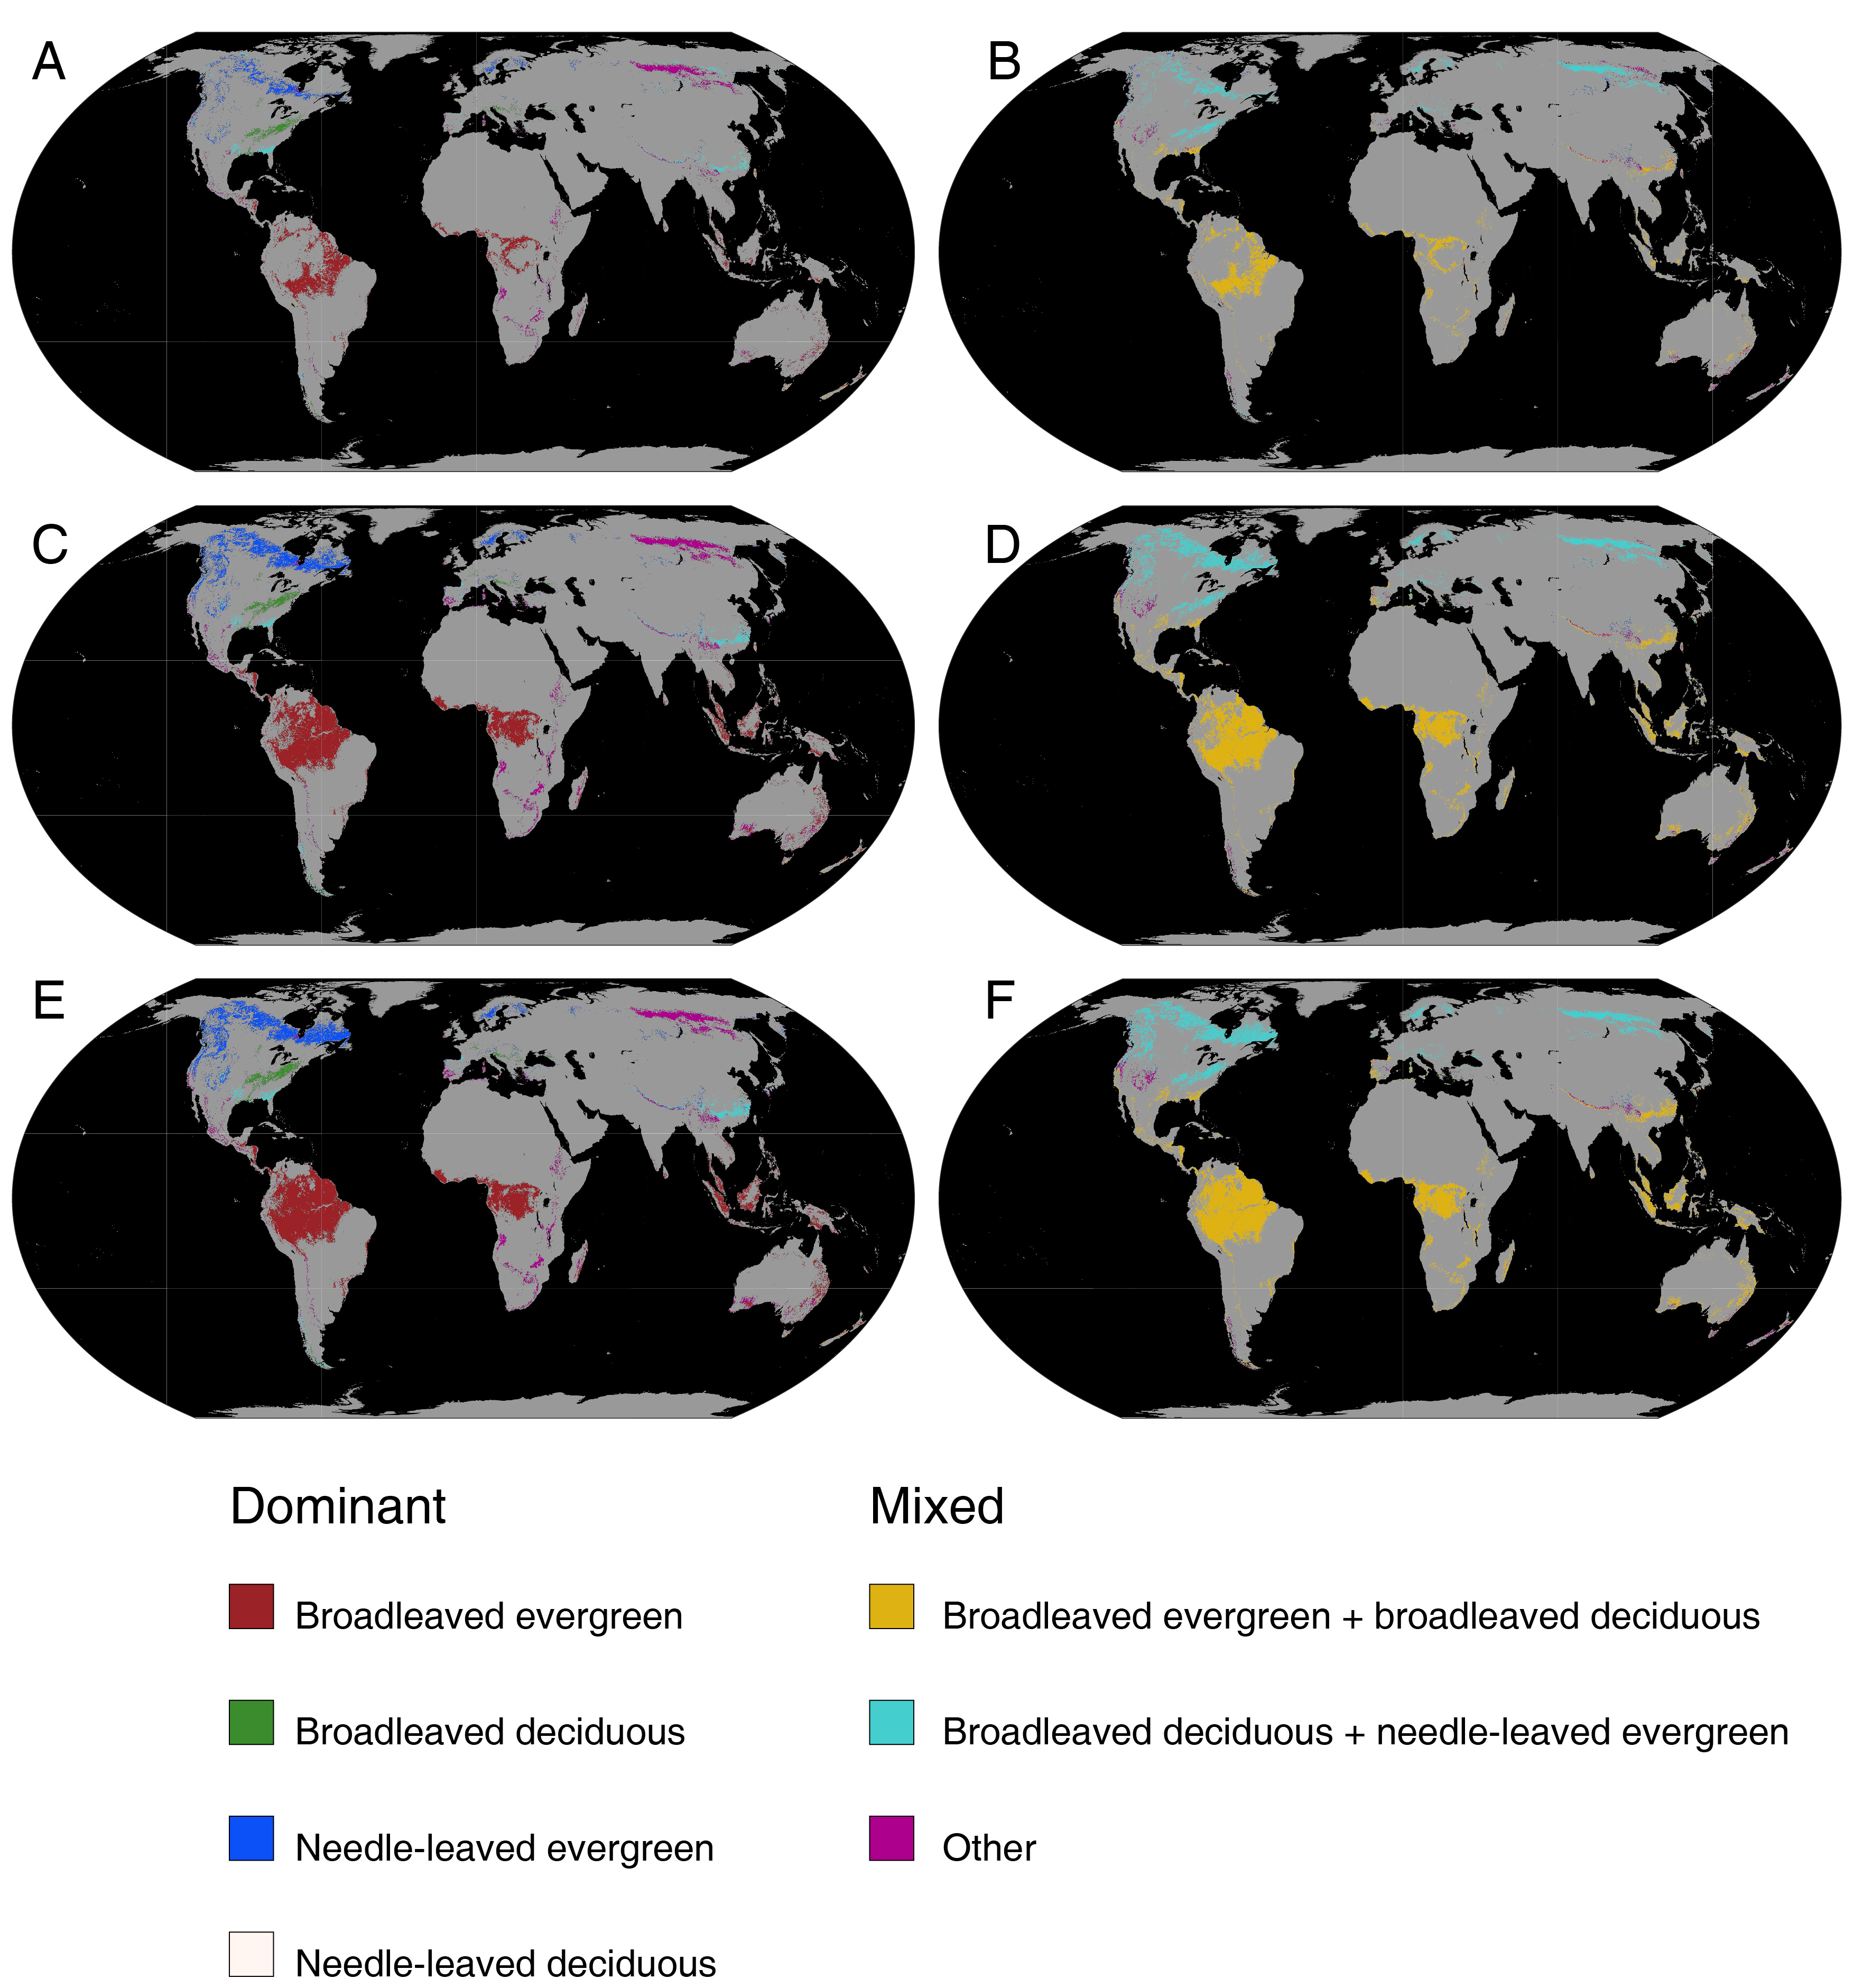 A
B
C
D
E
F
Dominant
Mixed
Broadleaved evergreen
Broadleaved evergreen + broadleaved deciduous
Broadleaved deciduous
Broadleaved deciduous + needle-leaved evergreen
Needle-leaved evergreen
Other
Needle-leaved deciduous